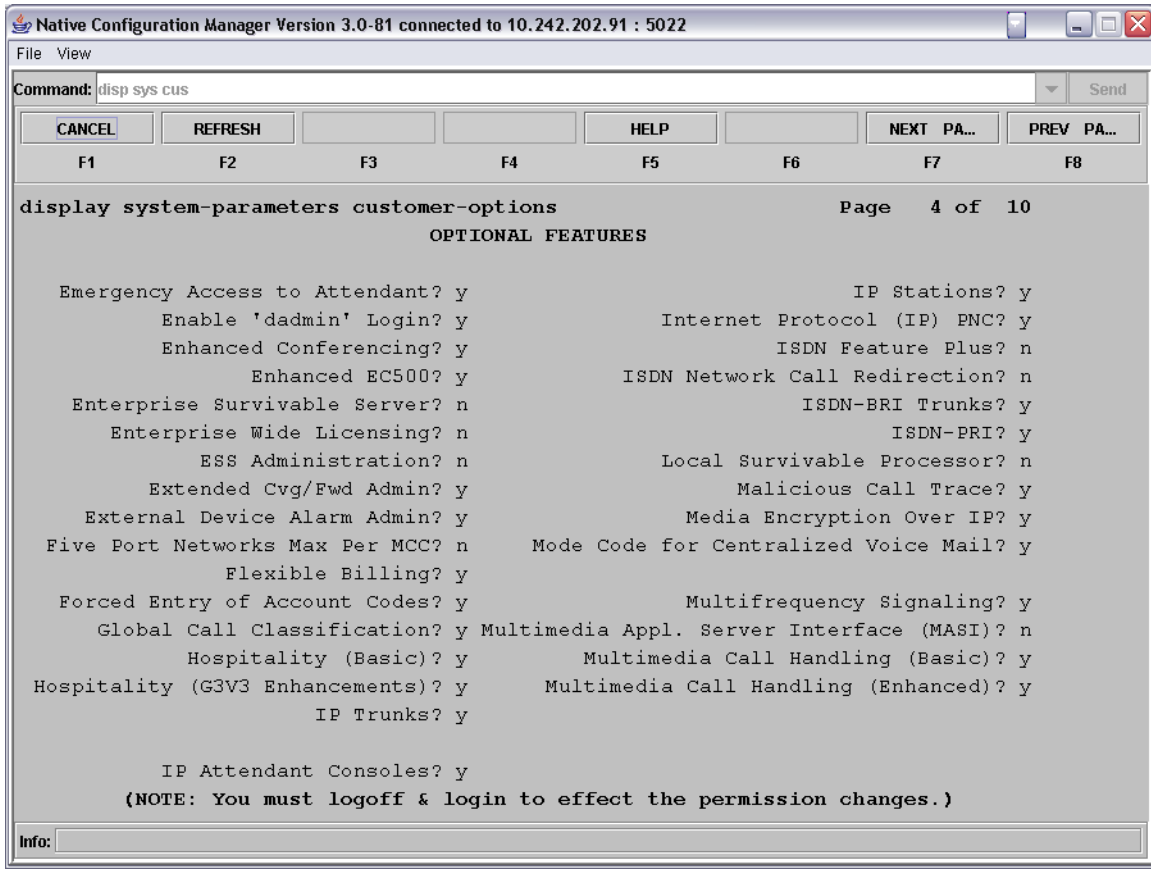 Native Configuration Manager Version 3.0-81 connected to 10.242.202.91 : 5022
File View
Command: disp sys cus Send
CANCEL REFRESH HELP NEXT PA... PREV PA...
F1 F2 F3 F4 F5 F6 F7 F8
display system-parameters customer-options Page 4 of 10
OPTIONAL FEATURES
Emergency Access to Attendant? y IP Stations? y
Enable 'dadmin' Login? y Internet Protocol (IP) PNC? y
Enhanced Conferencing? y ISDN Feature Plus? n
Enhanced EC500? y ISDN Network Call Redirection? n
Enterprise Survivable Server? n ISDN-BRI Trunks? y
Enterprise Wide Licensing? n ISDN-PRI? y
ESS Administration? n Local Survivable Processor? n
Extended Cvg/Fwd Admin? y Malicious Call Trace? y
External Device Alarm Admin? y Media Encryption Over IP? y
Five Port Networks Max Per MCC? n Mode Code for Centralized Voice Mail? y
Flexible Billing? y
Forced Entry of Account Codes? y Multifrequency Signaling? y
Global Call Classification? y Multimedia Appl. Server Interface (MASI)? n
Hospitality (Basic)? y Multimedia Call Handling (Basic)? y
Hospitality (G3V3 Enhancements)? y Multimedia Call Handling (Enhanced)? y
IP Trunks? y
IP Attendant Consoles? y
(NOTE: You must logoff & login to effect the permission changes.)
Info: